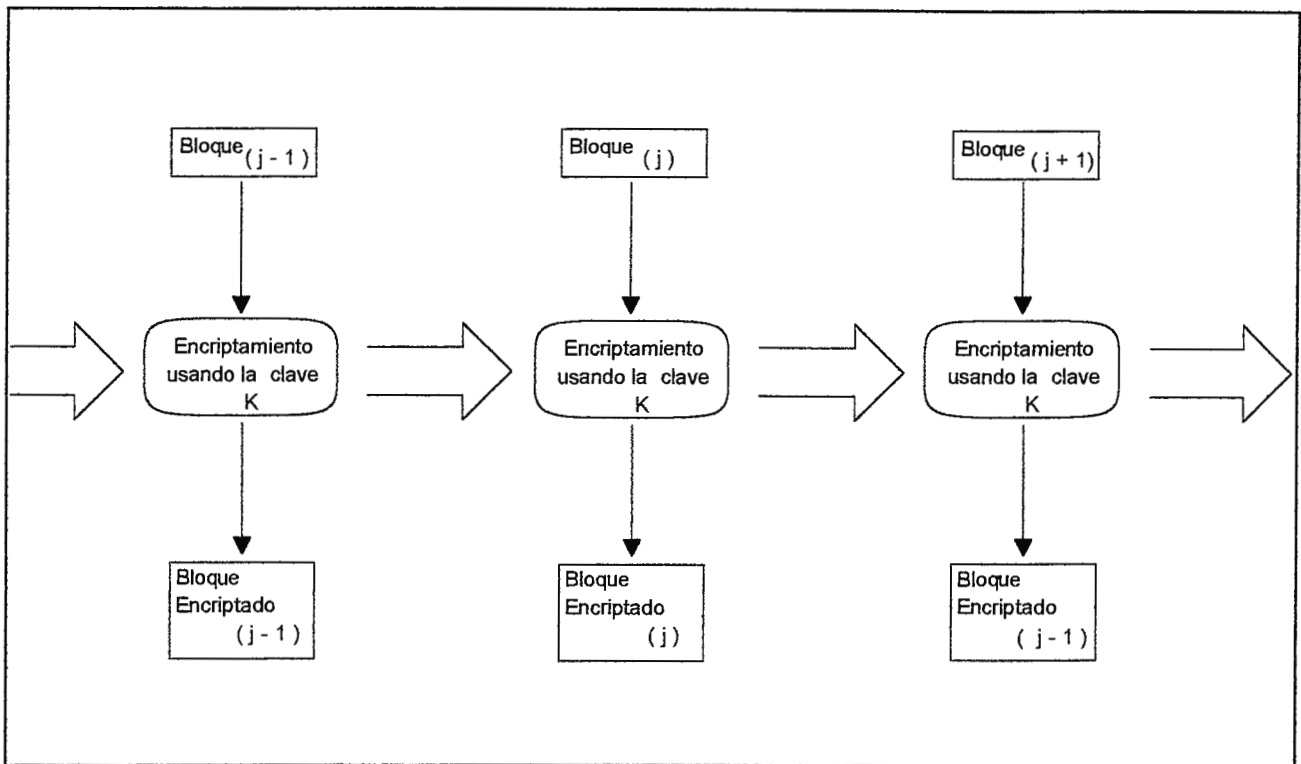 Bloque ( j - 1 )
Bloque ( j )
Bloque ( j + 1)
Encriptamiento
usando la clave
K
Encriptamiento
usando la clave
K
Encriptamiento
usando la clave
K
Bloque
Encriptado
( j - 1 )
Bloque
Encriptado
( j )
Bloque
Encriptado
( j - 1 )